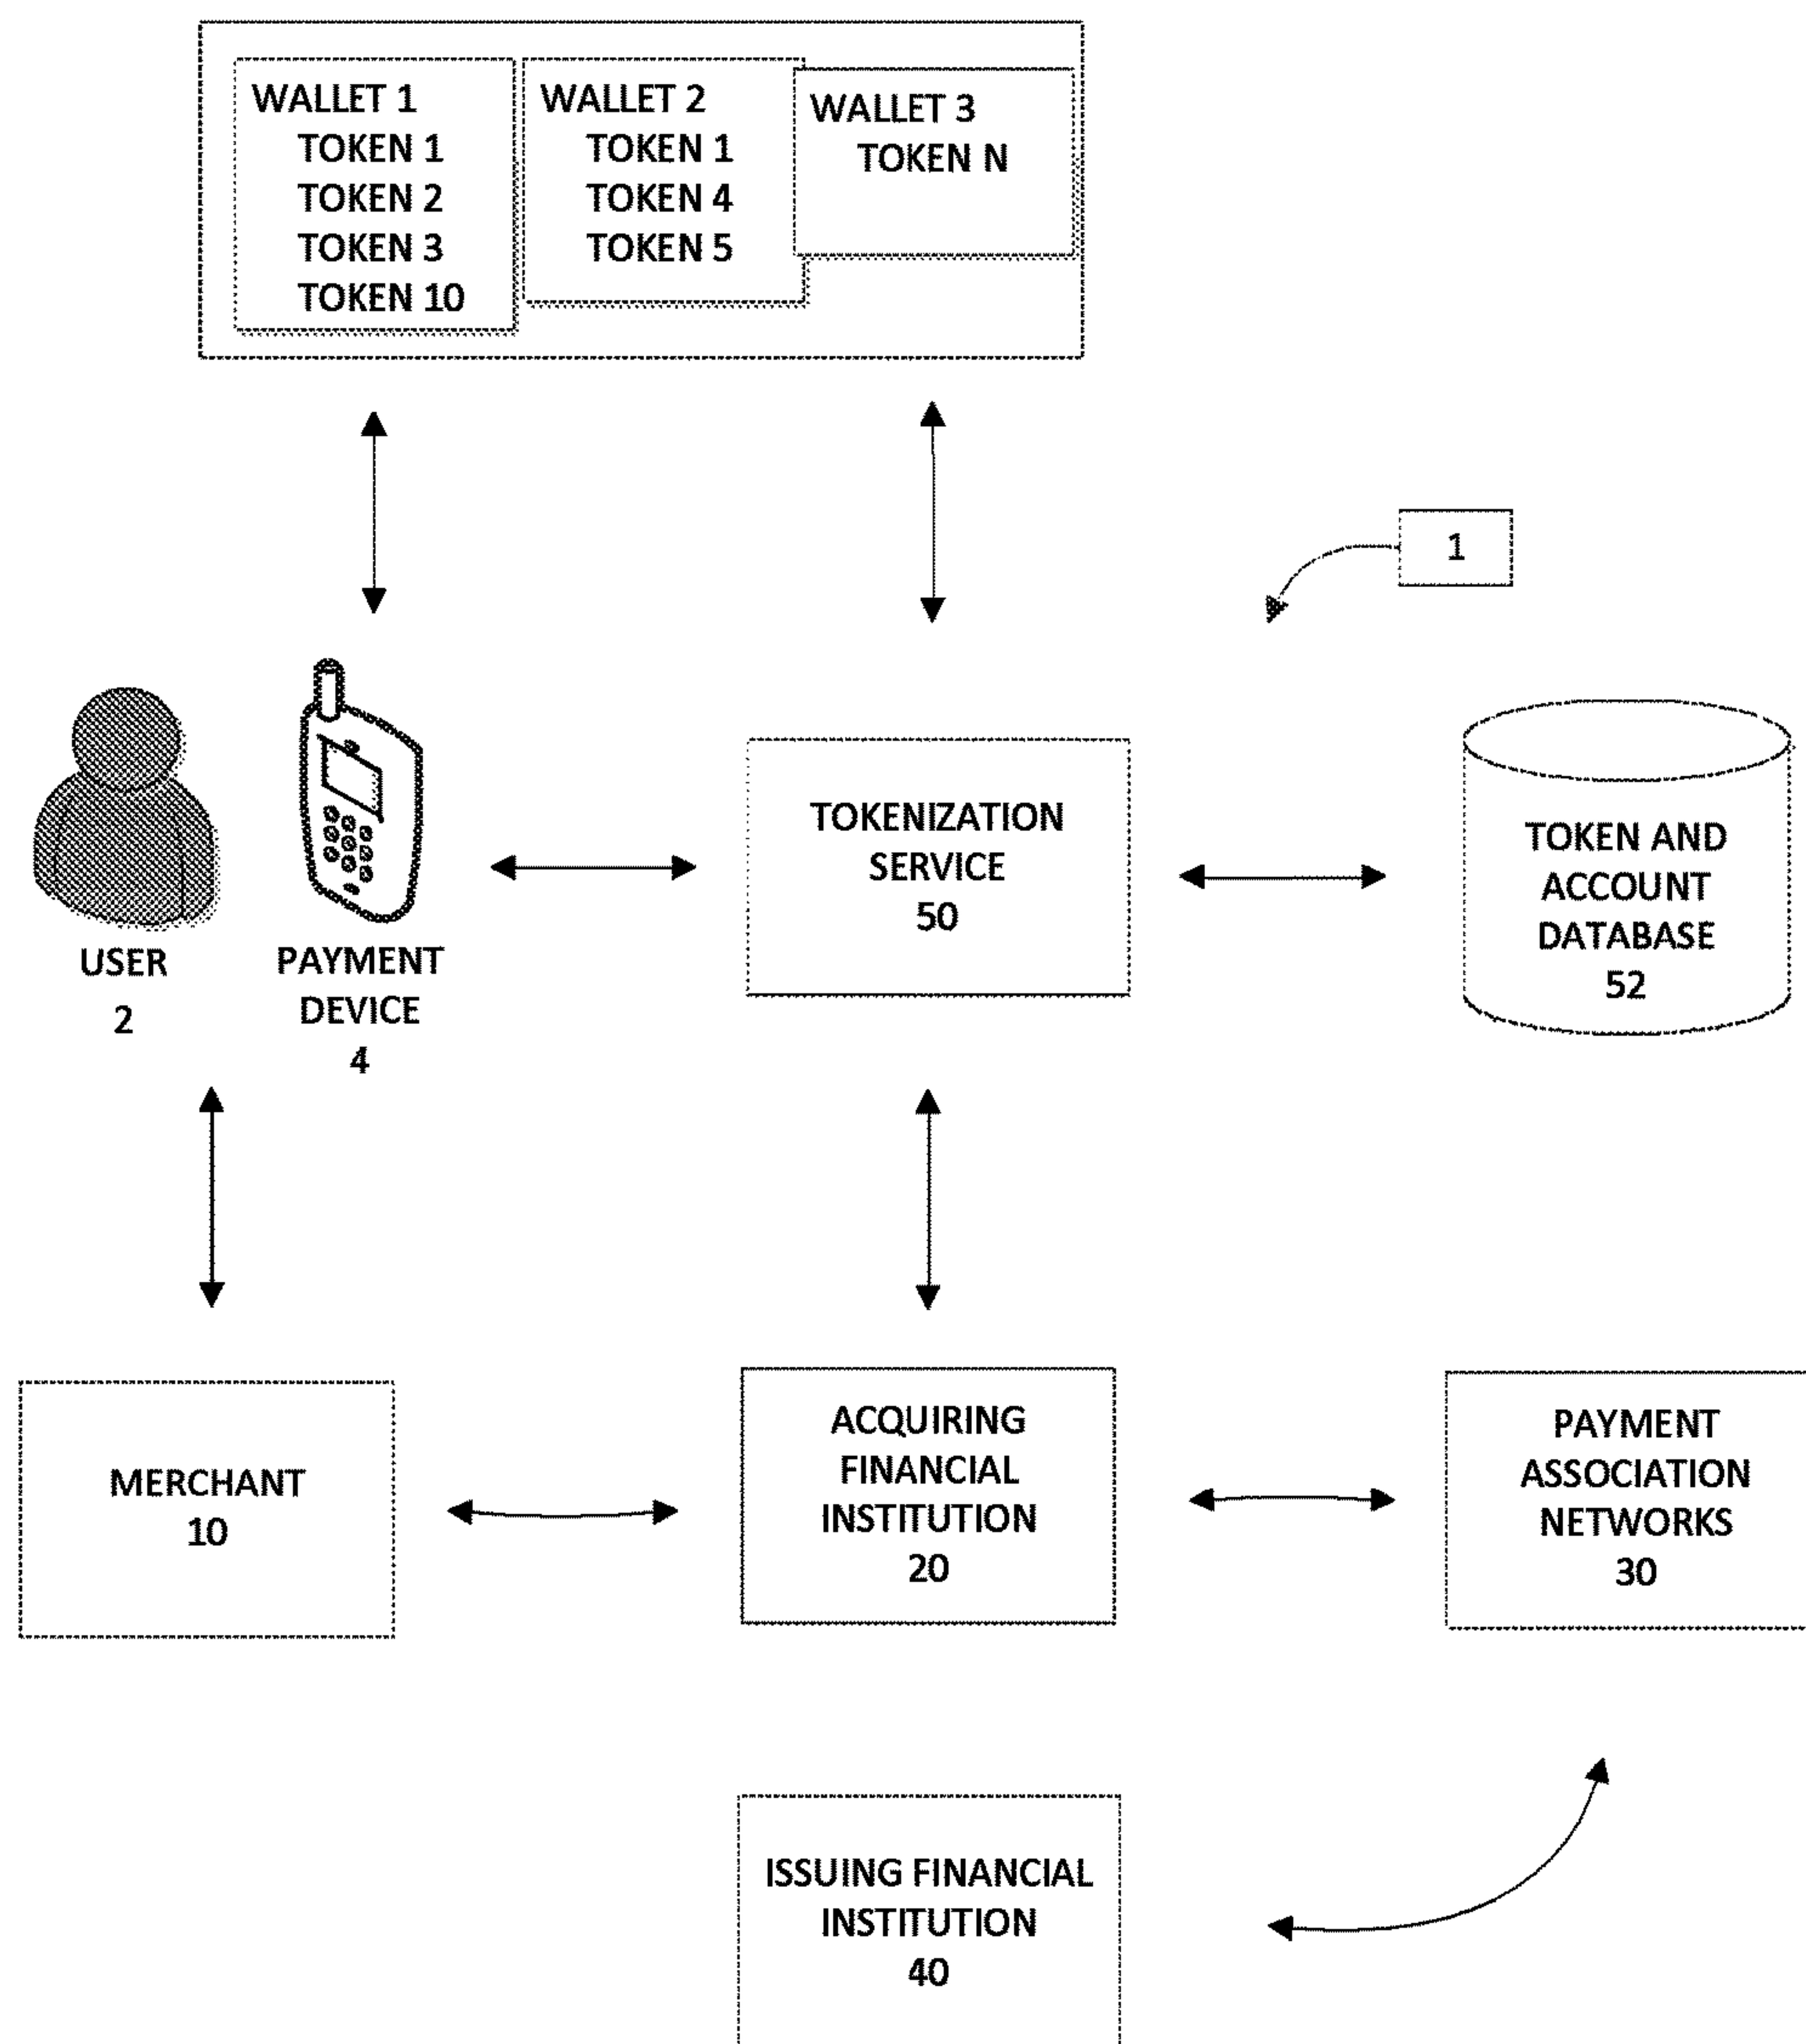 WALLET 1
TOKEN 1
TOKEN 2
TOKEN 3
TOKEN 10
WALLET 2
TOKEN 1
TOKEN 4
TOKEN 5
WALLET 3
TOKEN N
1
USER
2
PAYMENT
DEVICE
4
TOKENIZATION
SERVICE
50
TOKEN AND
ACCOUNT
DATABASE
52
MERCHANT
10
ACQUIRING
FINANCIAL
INSTITUTION
20
PAYMENT
ASSOCIATION
NETWORKS
30
ISSUING FINANCIAL
INSTITUTION
40